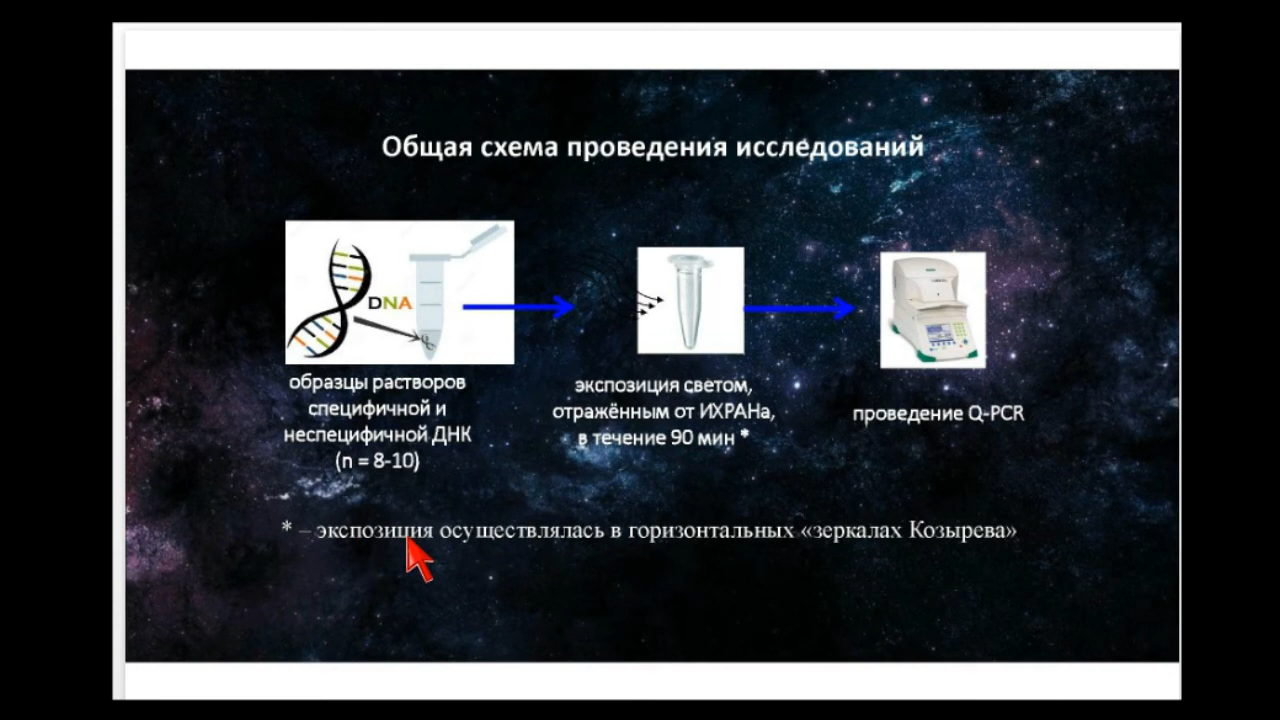 Общая схема проведения исследований
DNA
образцы растворов
специфичной и
неспецифичной ДНК
(n = 8-10)
экспозиция светом,
отражённым от ИХРАНа,
в течение 90 мин *
проведение Q-PCR
* – экспозиция осуществлялась в горизонтальных «зеркалах Козырева»